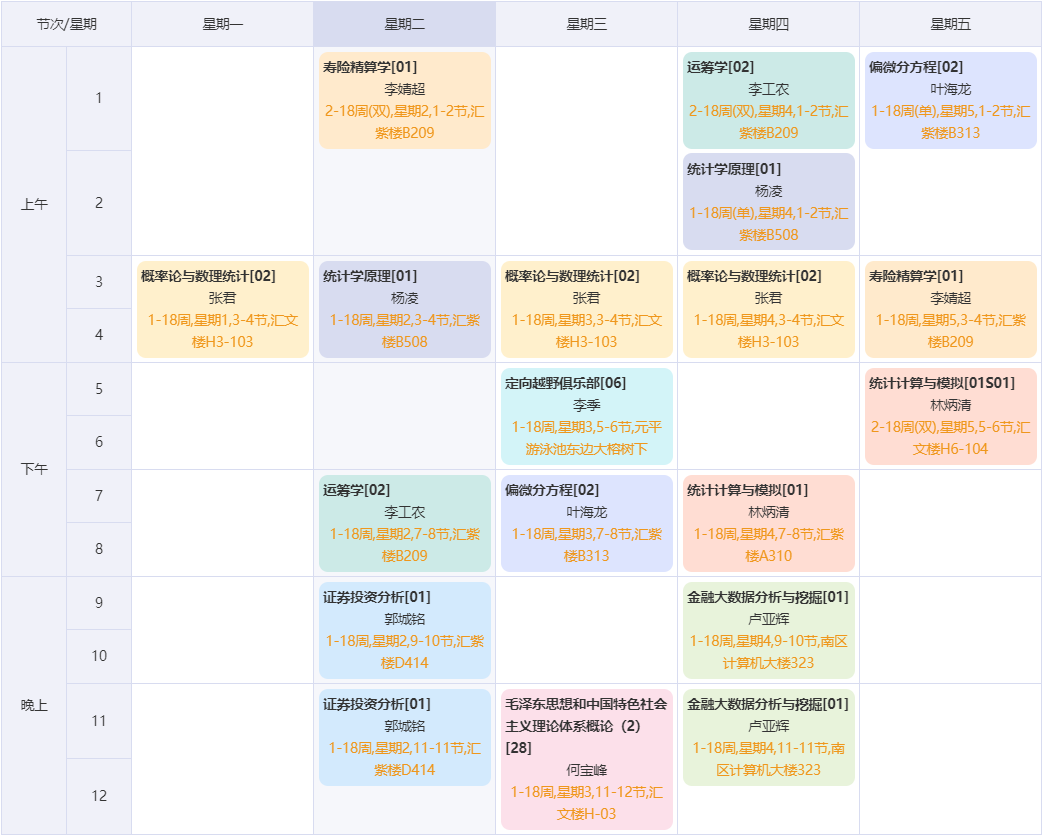 节次/星期
星期一
星期二
星期三
星期四
星期五
上午
1
寿险精算学[01]
李婧超
2-18周(双),星期2,1-2节,汇
紫楼B209
运筹学[02]
李工农
2-18周(双),星期4,1-2节,汇
紫楼B209
偏微分方程[02]
叶海龙
1-18周(单),星期5,1-2节,汇
紫楼B313
2
统计学原理[01]
杨凌
1-18周(单),星期4,1-2节,汇
紫楼B508
3
4
概率论与数理统计[02]
张君
1-18周,星期1,3-4节,汇文
楼H3-103
统计学原理[01]
杨凌
1-18周,星期2,3-4节,汇紫
楼B508
概率论与数理统计[02]
张君
1-18周,星期3,3-4节,汇文
楼H3-103
概率论与数理统计[02]
张君
1-18周,星期4,3-4节,汇文
楼H3-103
寿险精算学[01]
李婧超
1-18周,星期5,3-4节,汇紫
楼B209
下午
5
6
定向越野俱乐部[06]
李季
1-18周,星期3,5-6节,元平
游泳池东边大榕树下
统计计算与模拟[01S01]
林炳清
2-18周(双),星期5,5-6节,汇
文楼H6-104
7
8
运筹学[02]
李工农
1-18周,星期2,7-8节,汇紫
楼B209
偏微分方程[02]
叶海龙
1-18周,星期3,7-8节,汇紫
楼B313
统计计算与模拟[01]
林炳清
1-18周,星期4,7-8节,汇紫
楼A310
晚上
9
10
证券投资分析[01]
郭城铭
1-18周,星期2,9-10节,汇紫
楼D414
金融大数据分析与挖掘[01]
卢亚辉
1-18周,星期4,9-10节,南区
计算机大楼323
11
12
证券投资分析[01]
郭城铭
1-18周,星期2,11-11节,汇
紫楼D414
毛泽东思想和中国特色社会
主义理论体系概论（2）
[28]
何宝峰
1-18周,星期3,11-12节,汇
文楼H-03
金融大数据分析与挖掘[01]
卢亚辉
1-18周,星期4,11-11节,南
区计算机大楼323